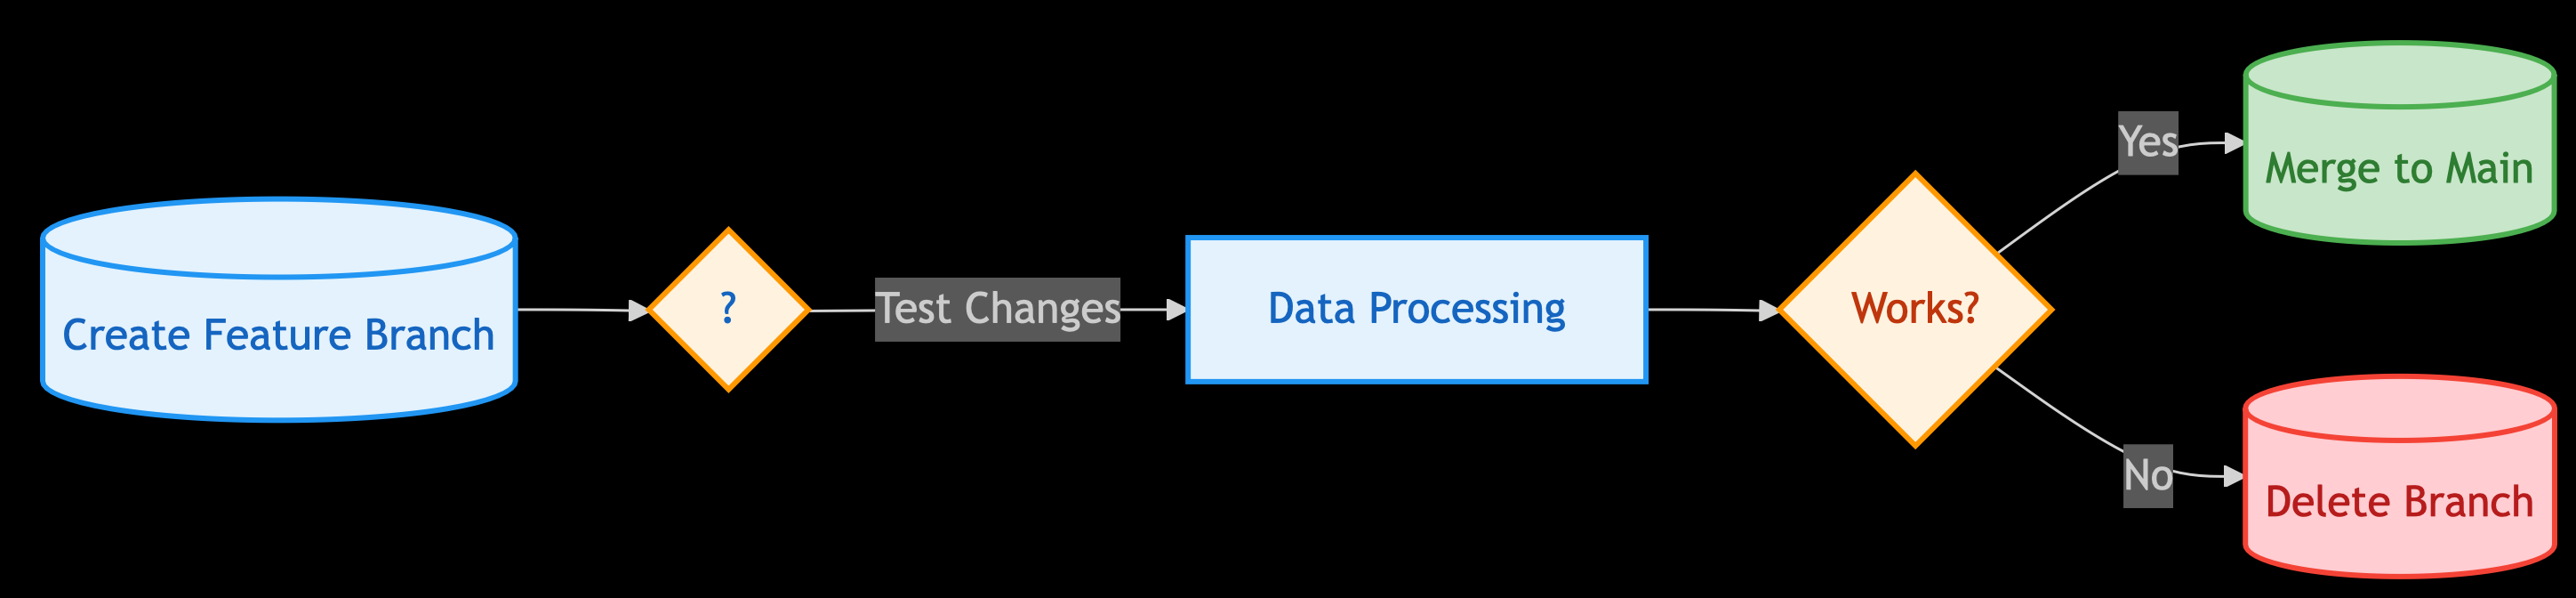 Create Feature Branch
?
Test Changes
Data Processing
Works?
Yes
Merge to Main
No
Delete Branch